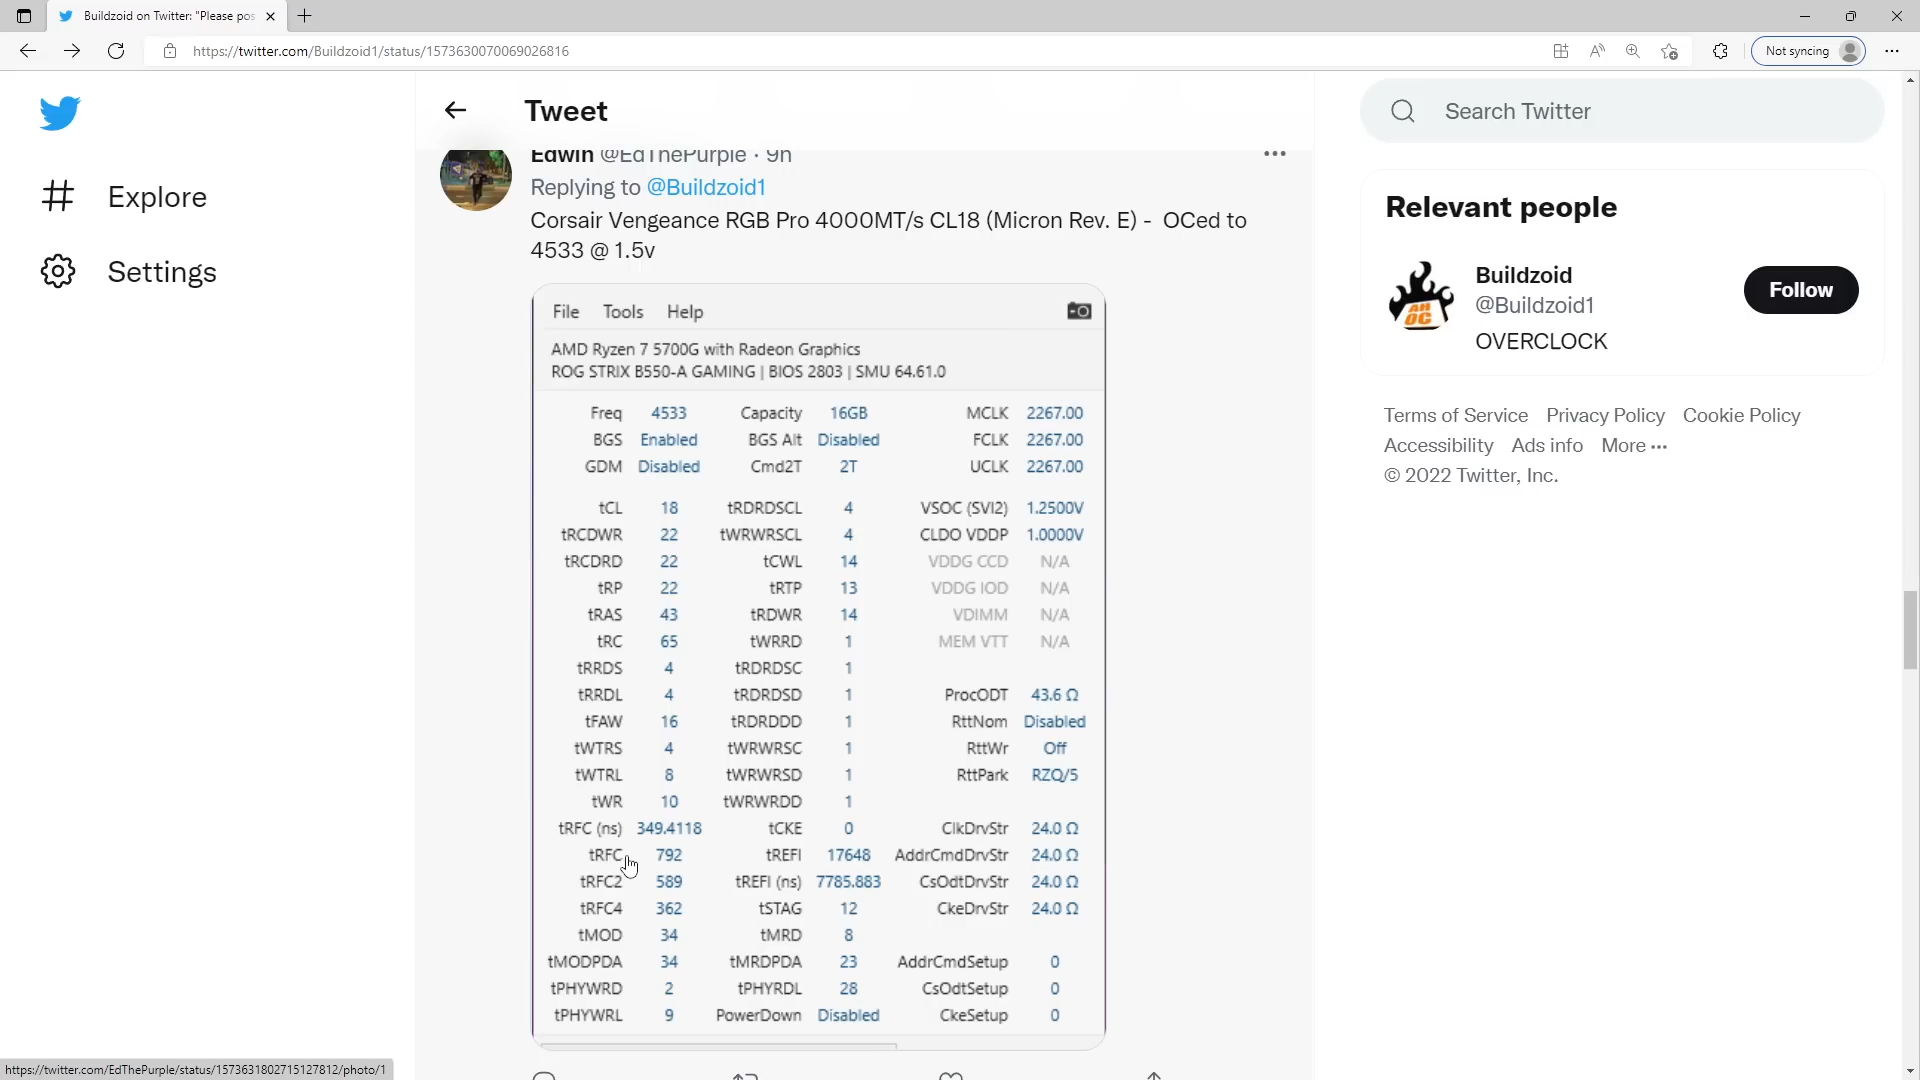 Buildzoid on Twitter: "Please pos
https://twitter.com/Buildzoid1/status/1573630070069026816
Not syncing
Explore
Settings
Tweet
Edwin @EdThePurple · 9h
Replying to @Buildzoid1
Corsair Vengeance RGB Pro 4000MT/s CL18 (Micron Rev. E) - OCed to
4533 @ 1.5v
File Tools Help
AMD Ryzen 7 5700G with Radeon Graphics
ROG STRIX B550-A GAMING | BIOS 2803 | SMU 64.61.0
Freq 4533 Capacity 16GB MCLK 2267.00
BGS Enabled BGS Alt Disabled FCLK 2267.00
GDM Disabled Cmd2T 2T UCLK 2267.00
tCL 18 tRDRDSCL 4 VSOC (SVI2) 1.2500V
tRCDWR 22 tWRWRSCL 4 CLDO VDDP 1.0000V
tRCDRD 22 tCWL 14 VDDG CCD N/A
tRP 22 tRTP 13 VDDG IOD N/A
tRAS 43 tRDWR 14 VDIMM N/A
tRC 65 tWRRD 1 MEM VTT N/A
tRRDS 4 tRDRDSC 1
tRRDL 4 tRDRDSD 1 ProcODT 43.6 Ω
tFAW 16 tRDRDDD 1 RttNom Disabled
tWTRS 4 tWRWRSC 1 RttWr Off
tWTRL 8 tWRWRSD 1 RttPark RZQ/5
tWR 10 tWRWRDD 1
tRFC (ns) 349.4118 tCKE 0 ClkDrvStr 24.0 Ω
tRFC 792 tREFI 17648 AddrCmdDrvStr 24.0 Ω
tRFC2 589 tREFI (ns) 7785.883 CsOdtDrvStr 24.0 Ω
tRFC4 362 tSTAG 12 CkeDrvStr 24.0 Ω
tMOD 34 tMRD 8
tMODPDA 34 tMRDPDA 23 AddrCmdSetup 0
tPHYWRD 2 tPHYRDL 28 CsOdtSetup 0
tPHYWRL 9 PowerDown Disabled CkeSetup 0
Search Twitter
Relevant people
Buildzoid
@Buildzoid1
OVERCLOCK
Follow
AH
OC
Terms of Service Privacy Policy Cookie Policy
Accessibility Ads info More ···
© 2022 Twitter, Inc.
https://twitter.com/EdThePurple/status/1573631802715127812/photo/1